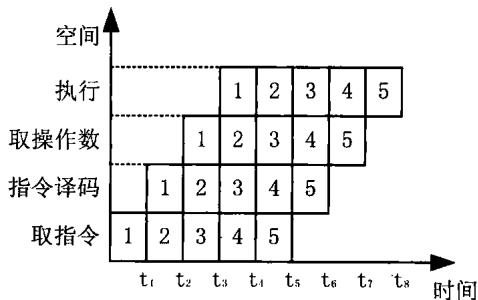 空间
执行 1 2 3 4 5
取操作数 1 2 3 4 5
指令译码 1 2 3 4 5
取指令 1 2 3 4 5
t₁ t₂ t₃ t₄ t₅ t₆ t₇ t₈
时间